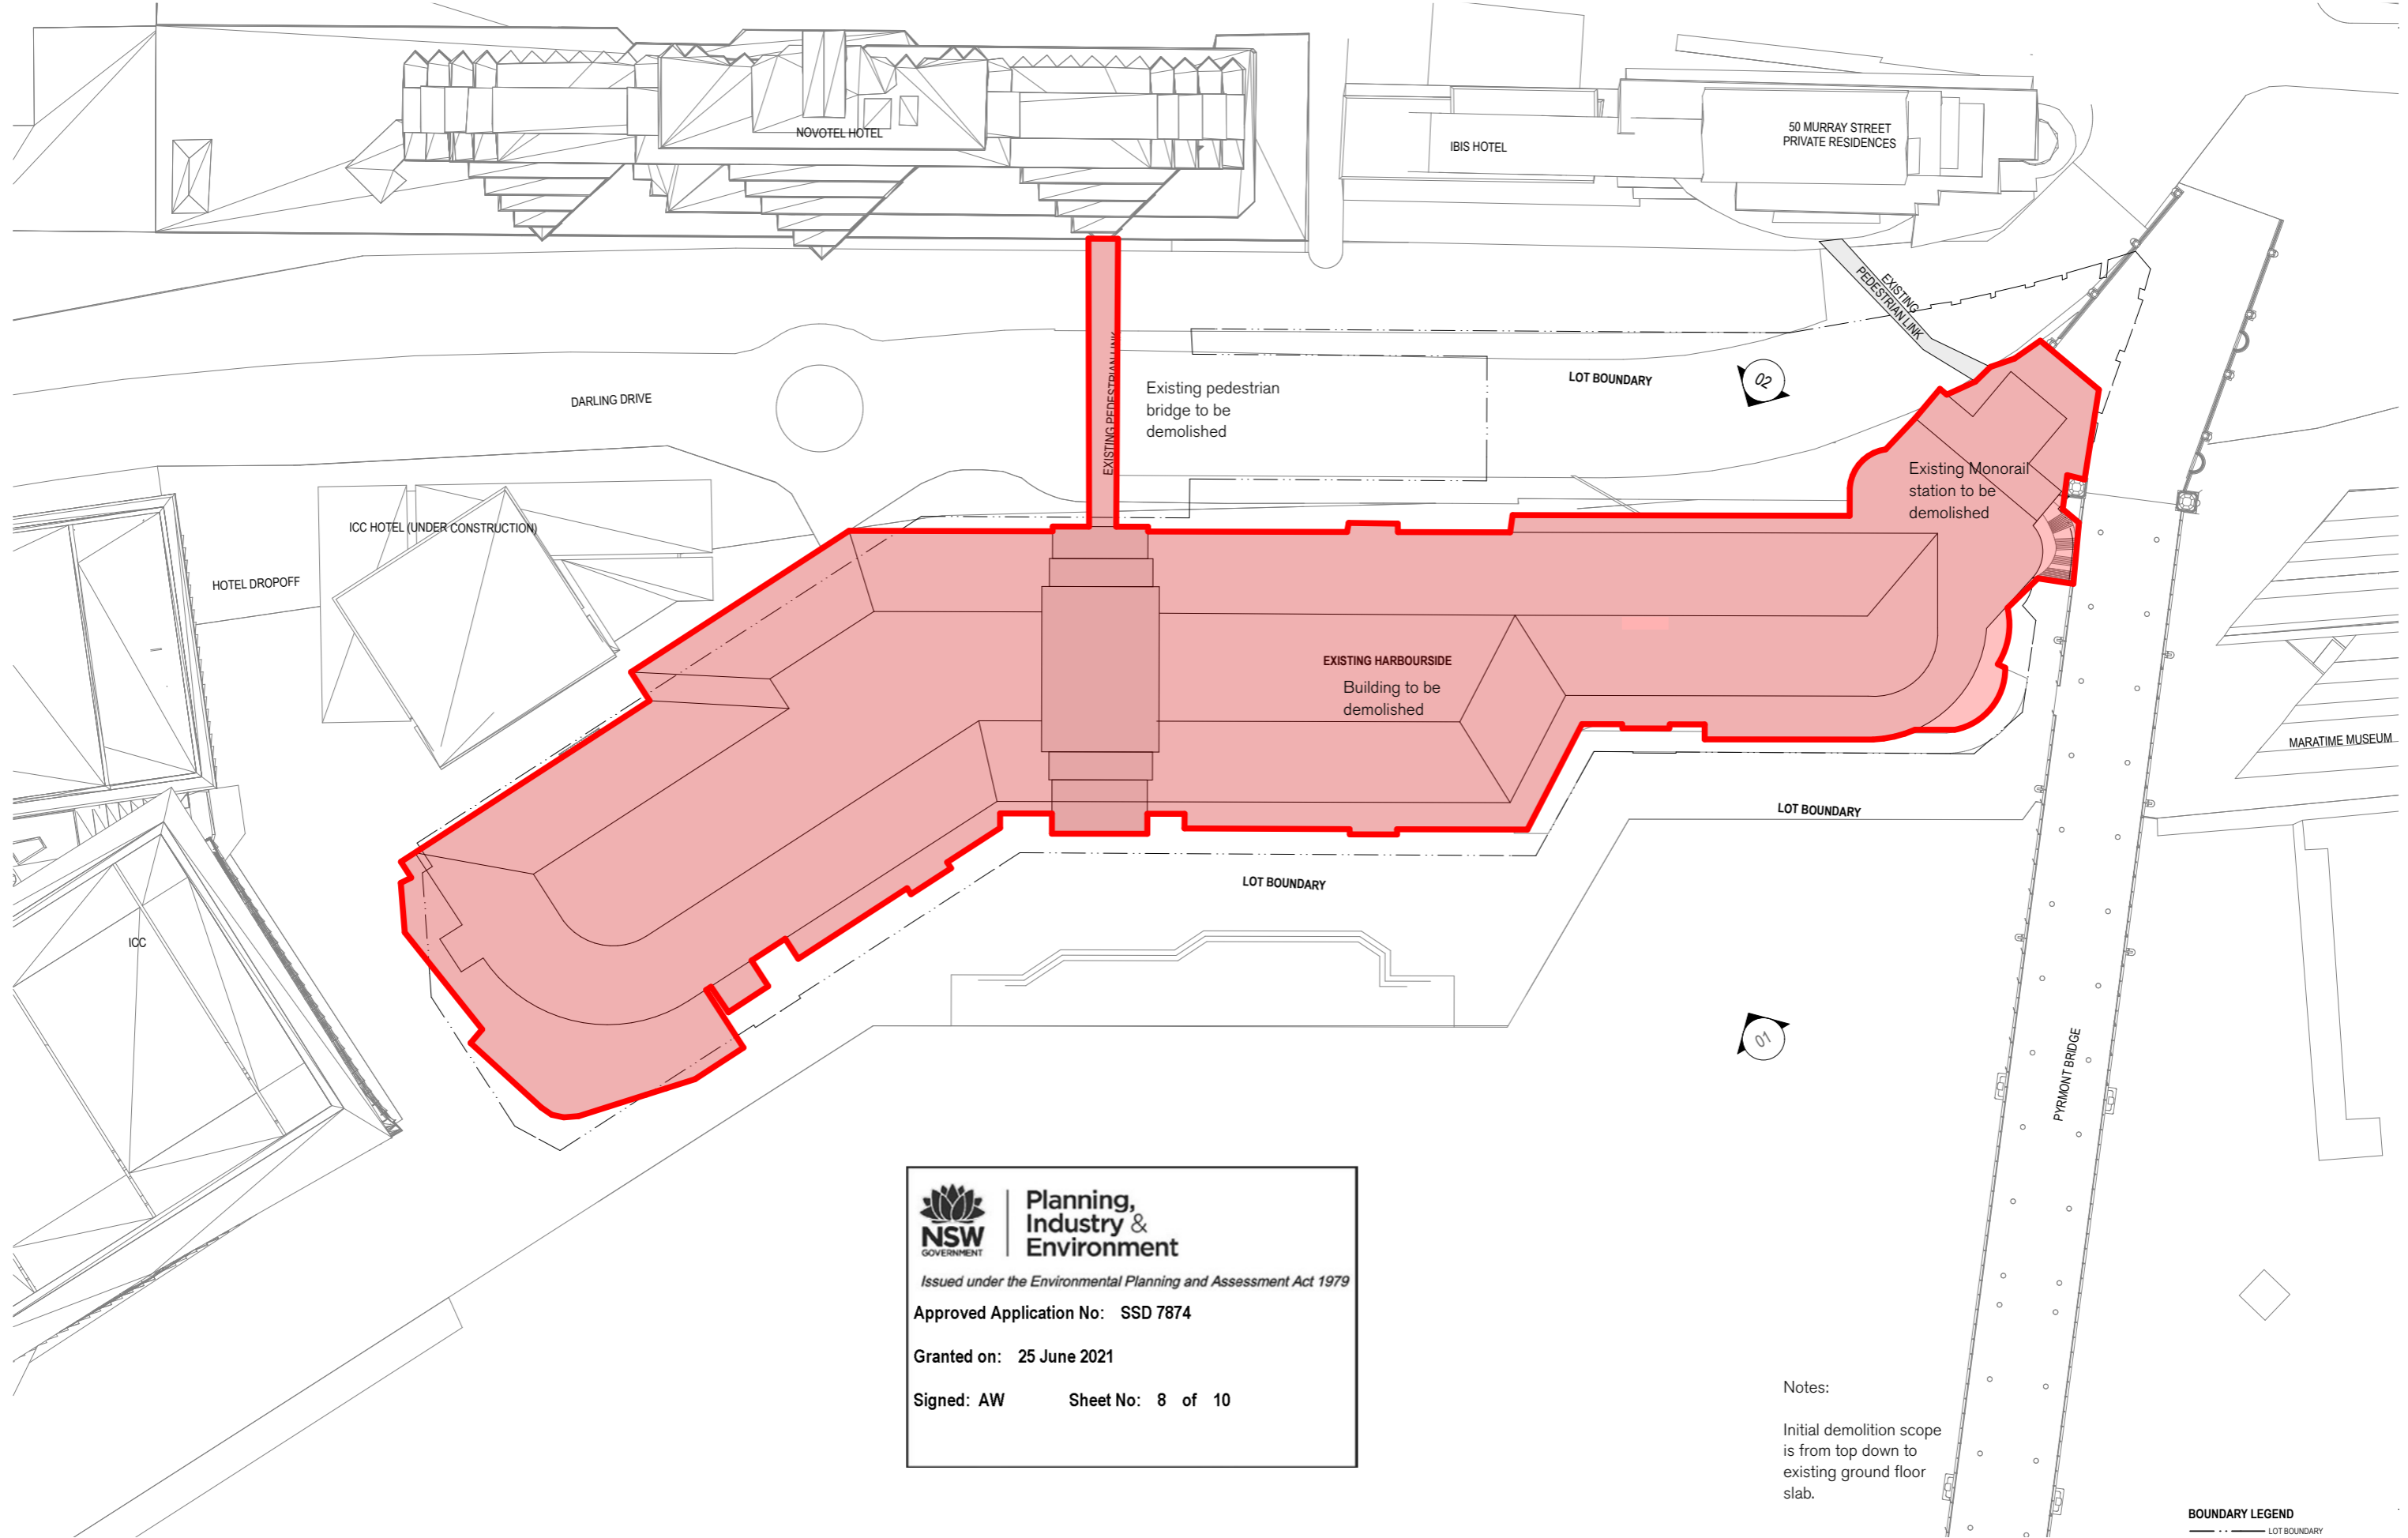 NOVOTEL HOTEL
IBIS HOTEL
50 MURRAY STREET
PRIVATE RESIDENCES
EXISTING
PEDESTRIAN LINK
EXISTING PEDESTRIAN LINK
Existing pedestrian
bridge to be
demolished
LOT BOUNDARY
02
DARLING DRIVE
Existing Monorail
station to be
demolished
ICC HOTEL (UNDER CONSTRUCTION)
HOTEL DROPOFF
EXISTING HARBOURSIDE
Building to be
demolished
MARATIME MUSEUM
LOT BOUNDARY
LOT BOUNDARY
ICC
01
PYRMONT BRIDGE
NSW
GOVERNMENT
Planning,
Industry &
Environment
Issued under the Environmental Planning and Assessment Act 1979
Approved Application No: SSD 7874
Granted on: 25 June 2021
Signed: AW Sheet No: 8 of 10
Notes:
Initial demolition scope
is from top down to
existing ground floor
slab.
BOUNDARY LEGEND
LOT BOUNDARY